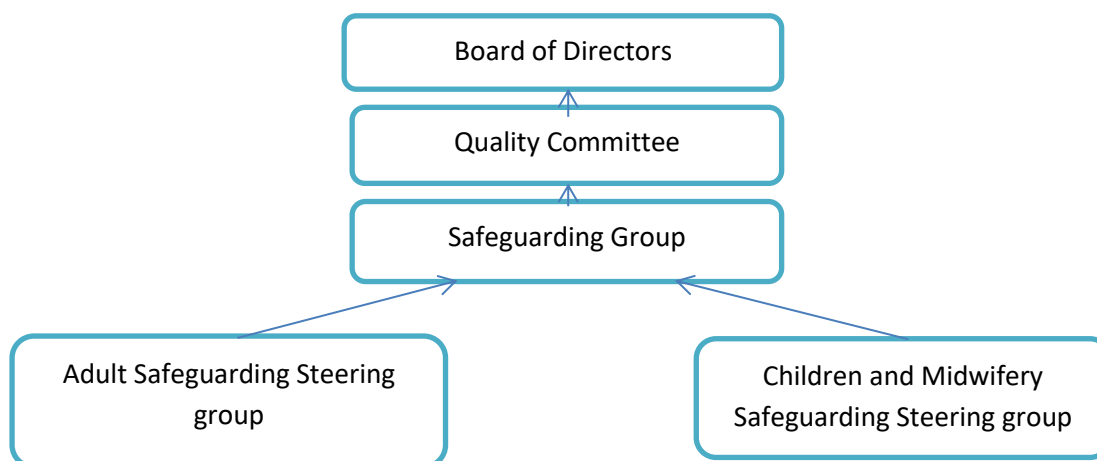 Board of Directors
Quality Committee
Safeguarding Group
Adult Safeguarding Steering
group
Children and Midwifery
Safeguarding Steering group